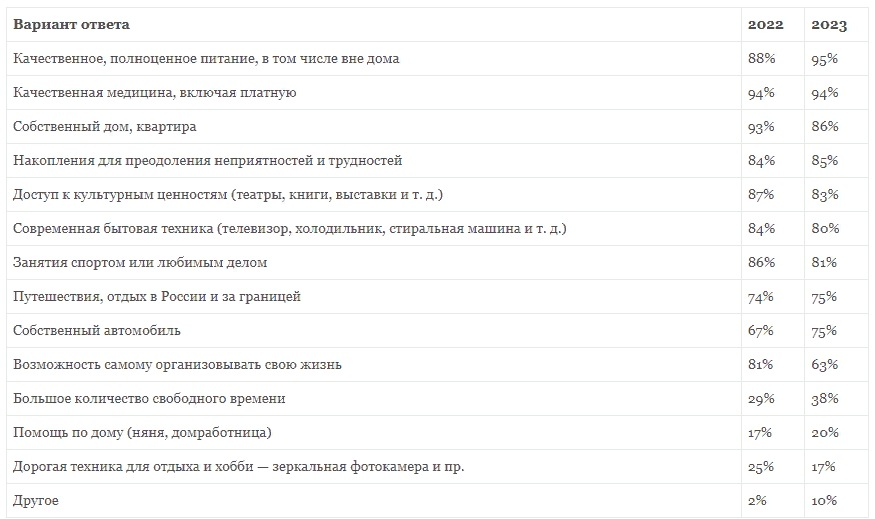 Вариант ответа 2022 2023
Качественное, полноценное питание, в том числе вне дома 88% 95%
Качественная медицина, включая платную 94% 94%
Собственный дом, квартира 93% 86%
Накопления для преодоления неприятностей и трудностей 84% 85%
Доступ к культурным ценностям (театры, книги, выставки и т. д.) 87% 83%
Современная бытовая техника (телевизор, холодильник, стиральная машина и т. д.) 84% 80%
Занятия спортом или любимым делом 86% 81%
Путешествия, отдых в России и за границей 74% 75%
Собственный автомобиль 67% 75%
Возможность самому организовывать свою жизнь 81% 63%
Большое количество свободного времени 29% 38%
Помощь по дому (няня, домработница) 17% 20%
Дорогая техника для отдыха и хобби — зеркальная фотокамера и пр. 25% 17%
Другое 2% 10%